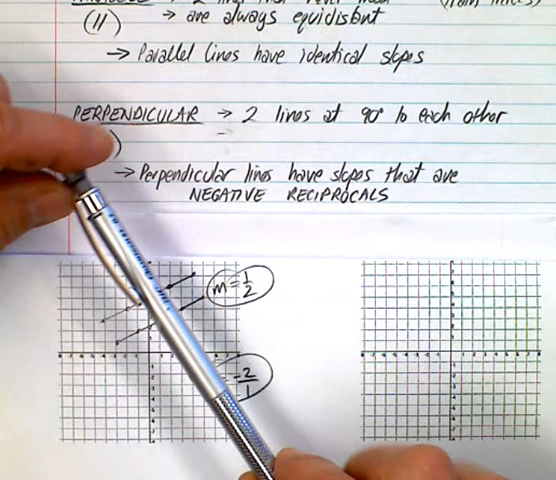 (//) → are always equidistant
→ Parallel lines have identical slopes
PERPENDICULAR → 2 lines at 90° to each other
)
→ Perpendicular lines have slopes that are
NEGATIVE RECIPROCALS
m = 1/2
-2/1